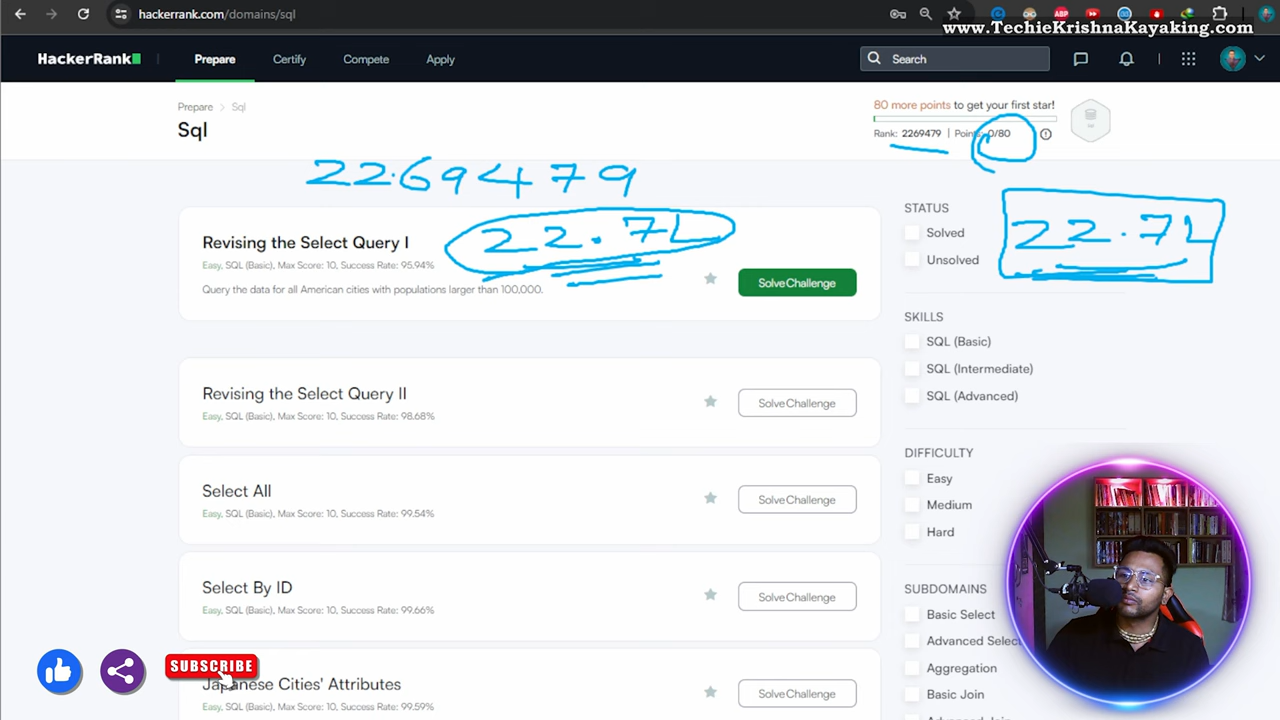 hackerrank.com/domains/sql
www.TechieKrishnaKayaking.com
HackerRank
Prepare
Certify
Compete
Apply
Search
Prepare > Sql
Sql
80 more points to get your first star!
Rank: 2269479 | Points: 0/80
22.69479
22.7L
22.7L
Revising the Select Query I
Easy, SQL (Basic), Max Score: 10, Success Rate: 95.94%
Query the data for all American cities with populations larger than 100,000.
Solve Challenge
Revising the Select Query II
Easy, SQL (Basic), Max Score: 10, Success Rate: 98.68%
Solve Challenge
Select All
Easy, SQL (Basic), Max Score: 10, Success Rate: 99.54%
Solve Challenge
Select By ID
Easy, SQL (Basic), Max Score: 10, Success Rate: 99.66%
Solve Challenge
Japanese Cities' Attributes
Easy, SQL (Basic), Max Score: 10, Success Rate: 99.59%
Solve Challenge
STATUS
Solved
Unsolved
SKILLS
SQL (Basic)
SQL (Intermediate)
SQL (Advanced)
DIFFICULTY
Easy
Medium
Hard
SUBDOMAINS
Basic Select
Advanced Select
Aggregation
Basic Join
SUBSCRIBE